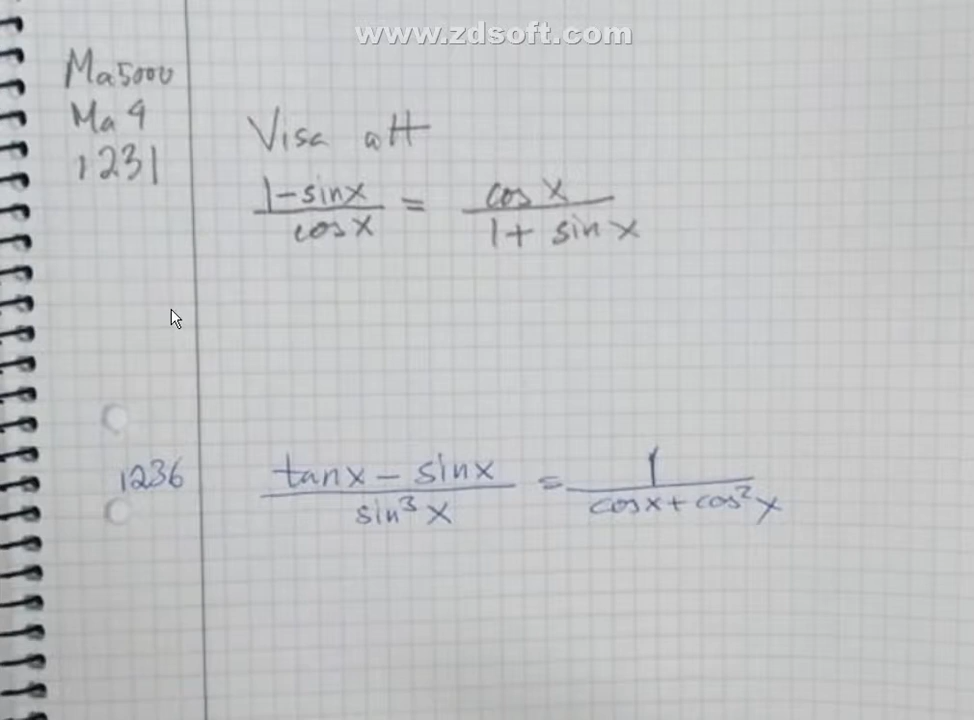 www.zdsoft.com
Ma5000
Ma 4
1231
Visa att
1-sinx / cosx = cosx / 1+ sinx
1236
tanx - sinx / sin³x = 1 / cosx + cos²x